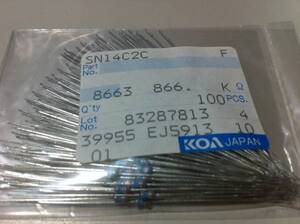 SN14C2C F
Part No.
8663 866. K Ω
Q'ty 100 PCS.
Lot No. 83287813 4
39955 EJ5913 10
01
KOA JAPAN